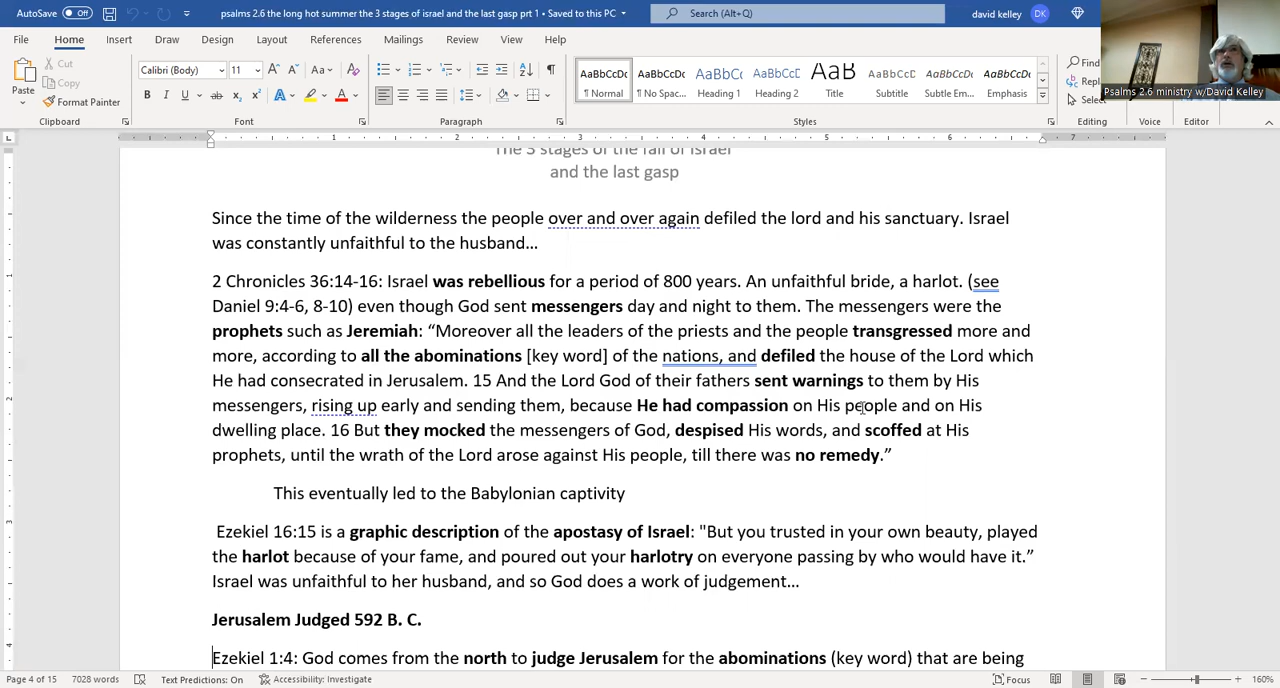 AutoSave Off psalms 2.6 the long hot summer the 3 stages of israel and the last gasp prt 1 • Saved to this PC Search (Alt+Q) david kelley DK
File Home Insert Draw Design Layout References Mailings Review View Help
Paste Cut Copy Format Painter
Calibri (Body) 11
AaBbCcDc AaBbCcDc AaBbCc AaBbCcD AaB AaBbCcD AaBbCcDc AaBbCcDc
¶ Normal ¶ No Spac... Heading 1 Heading 2 Title Subtitle Subtle Em... Emphasis
Find
Psalms 2.6 ministry w/David Kelley
Clipboard Font Paragraph Styles Editing Voice Editor
1 2 3 4 5 6 7
The 3 stages of the fall of Israel
and the last gasp
Since the time of the wilderness the people over and over again defiled the lord and his sanctuary. Israel
was constantly unfaithful to the husband...
2 Chronicles 36:14-16: Israel was rebellious for a period of 800 years. An unfaithful bride, a harlot. (see
Daniel 9:4-6, 8-10) even though God sent messengers day and night to them. The messengers were the
prophets such as Jeremiah: “Moreover all the leaders of the priests and the people transgressed more and
more, according to all the abominations [key word] of the nations, and defiled the house of the Lord which
He had consecrated in Jerusalem. 15 And the Lord God of their fathers sent warnings to them by His
messengers, rising up early and sending them, because He had compassion on His people and on His
dwelling place. 16 But they mocked the messengers of God, despised His words, and scoffed at His
prophets, until the wrath of the Lord arose against His people, till there was no remedy.”
This eventually led to the Babylonian captivity
Ezekiel 16:15 is a graphic description of the apostasy of Israel: "But you trusted in your own beauty, played
the harlot because of your fame, and poured out your harlotry on everyone passing by who would have it.”
Israel was unfaithful to her husband, and so God does a work of judgement...
Jerusalem Judged 592 B. C.
Ezekiel 1:4: God comes from the north to judge Jerusalem for the abominations (key word) that are being
Page 4 of 15 7028 words Text Predictions: On Accessibility: Investigate Focus 160%